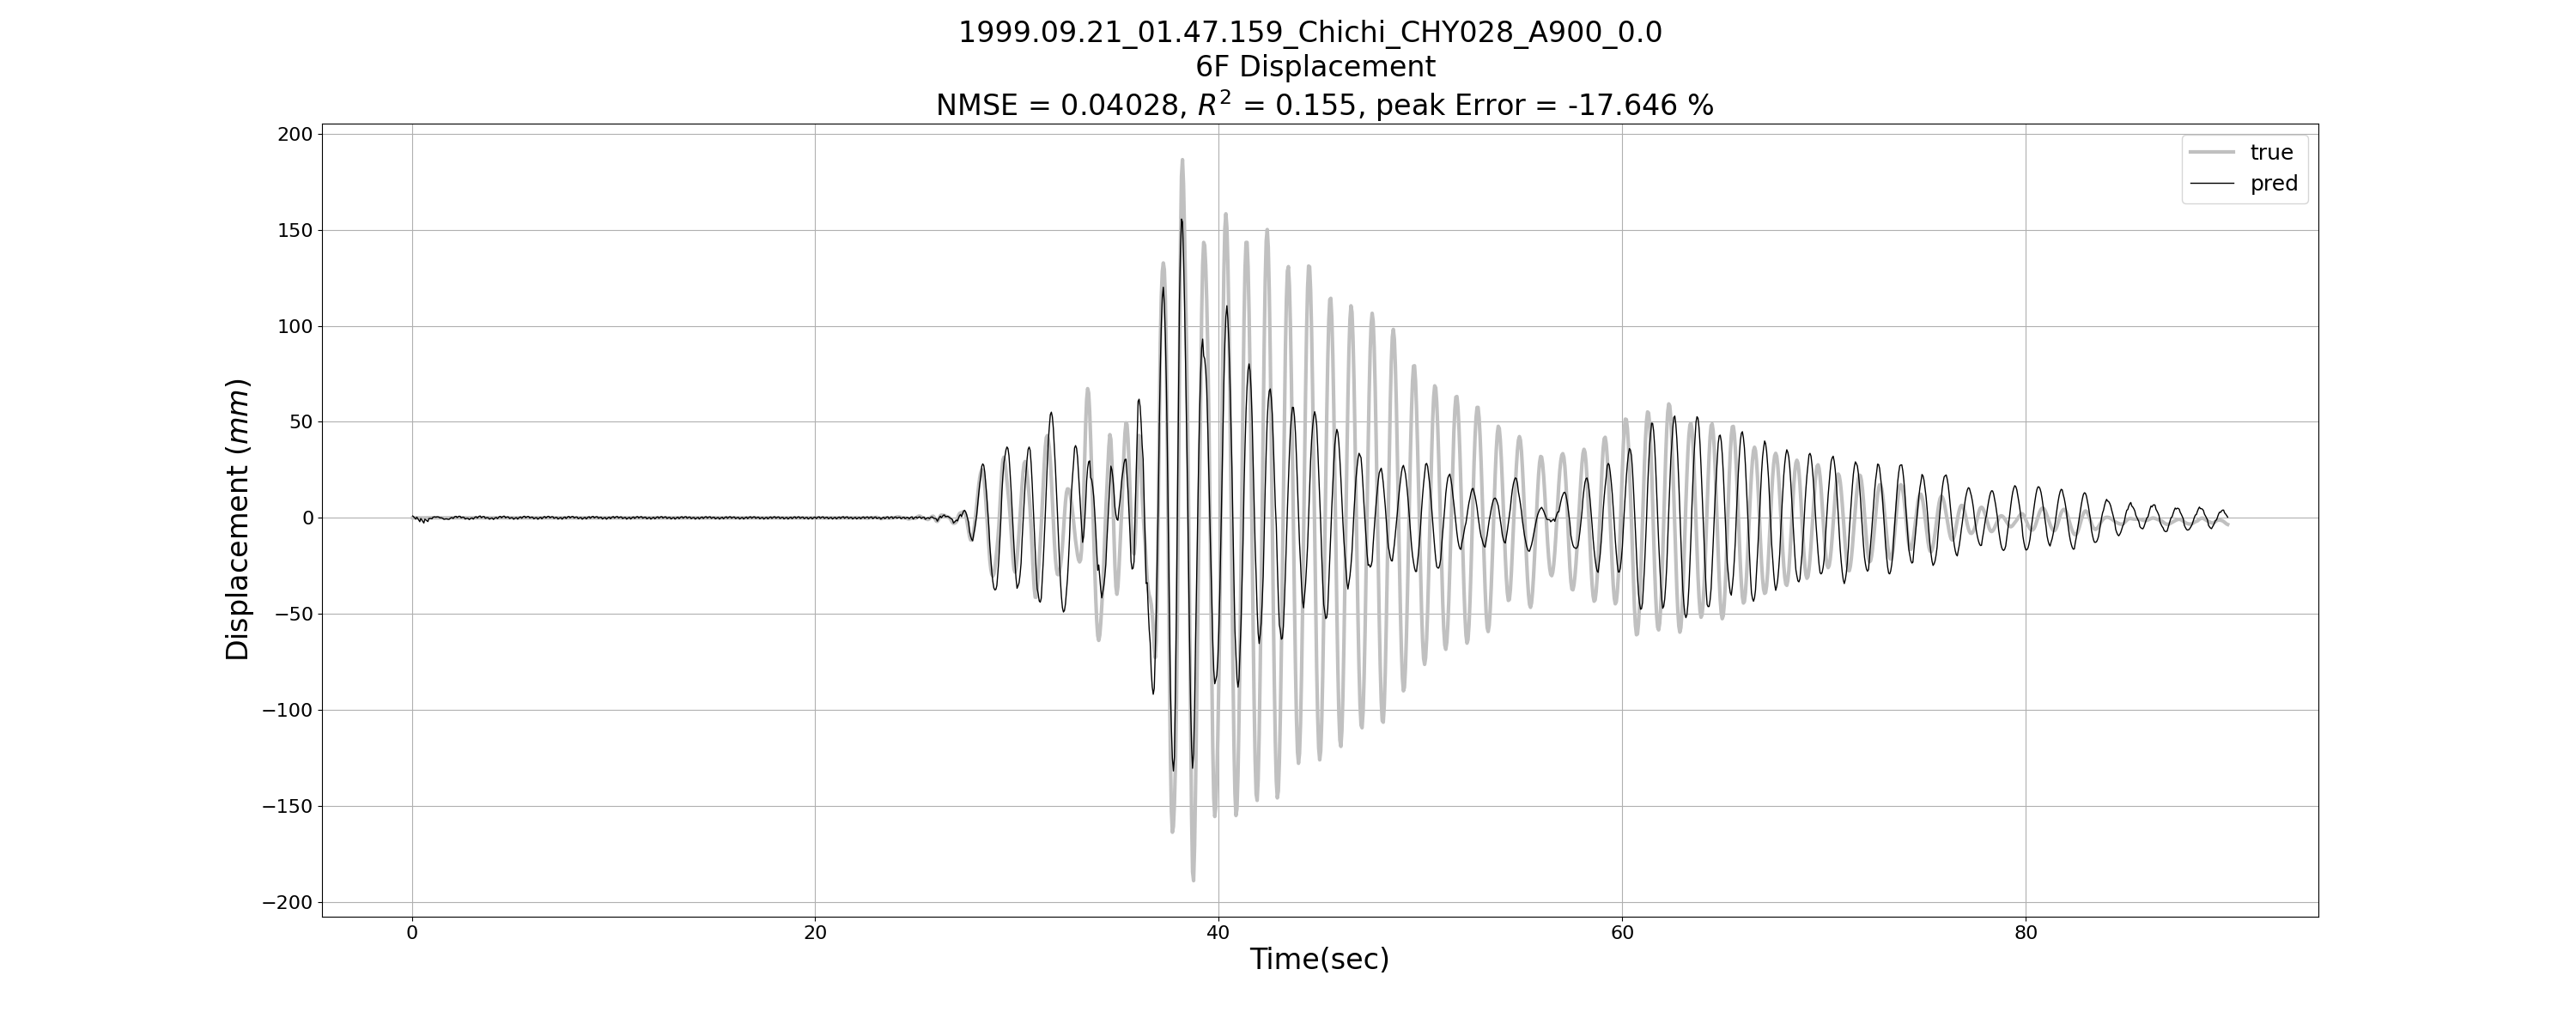 1999.09.21_01.47.159_Chichi_CHY028_A900_0.0
6F Displacement
NMSE = 0.04028, R² = 0.155, peak Error = -17.646 %
true
pred
Displacement (mm)
200
150
100
50
0
−50
−100
−150
−200
0
20
40
60
80
Time(sec)